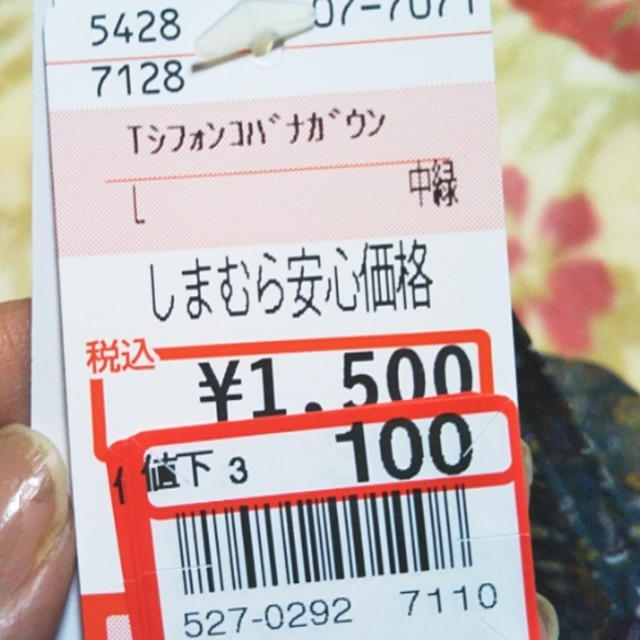 5428
07-7071
7128
Tシフォンコバナガウン
L 中緑
しまむら安心価格
税込
¥1,500
値下 3 100
527-0292 7110